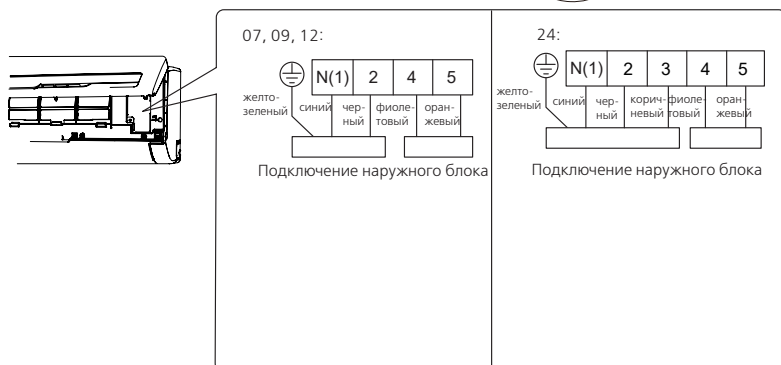 07, 09, 12:
N(1) 2 4 5
желто-
зеленый
синий
чер-
ный
фиоле-
товый
оран-
жевый
Подключение наружного блока
24:
N(1) 2 3 4 5
желто-
зеленый
синий
чер-
ный
корич-
невый
фиоле-
товый
оран-
жевый
Подключение наружного блока